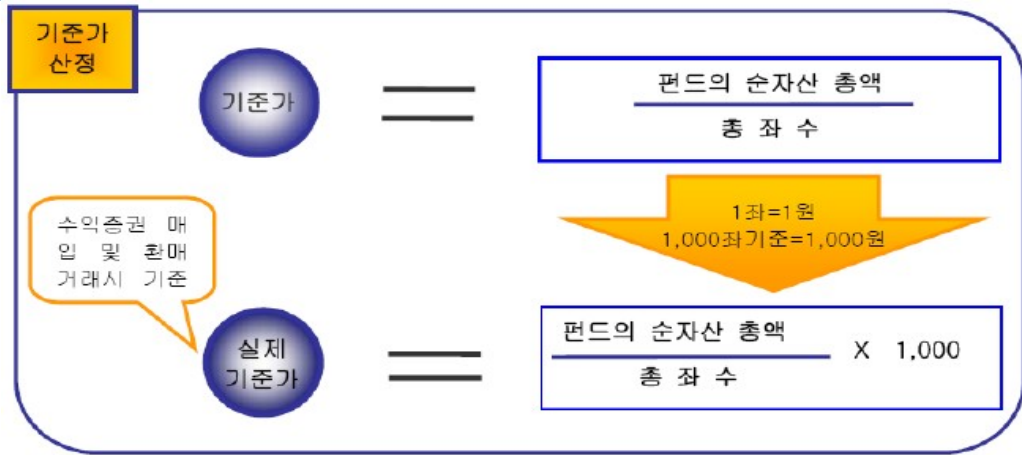 기준가
산정
기준가
펀드의 순자산 총액
총 좌 수
1좌=1원
1,000좌기준=1,000원
수익증권 매
입 및 환매
거래시 기준
실제
기준가
펀드의 순자산 총액
총 좌 수
X 1,000